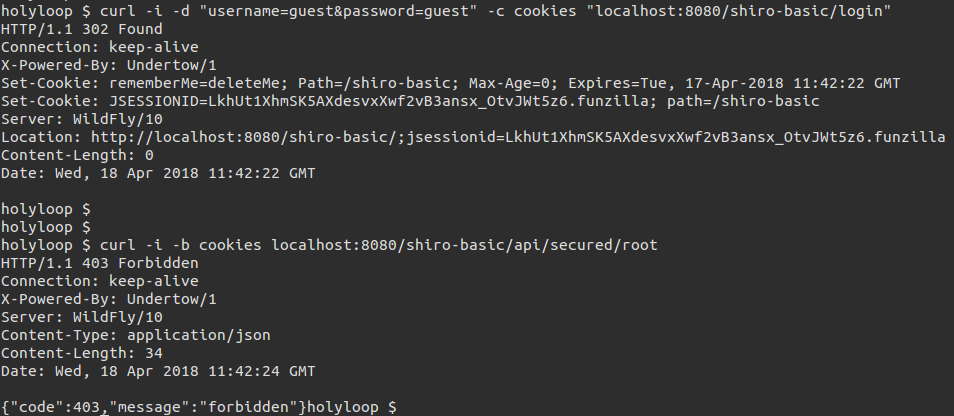 holyloop $ curl -i -d "username=guest&password=guest" -c cookies "localhost:8080/shiro-basic/login"
HTTP/1.1 302 Found
Connection: keep-alive
X-Powered-By: Undertow/1
Set-Cookie: rememberMe=deleteMe; Path=/shiro-basic; Max-Age=0; Expires=Tue, 17-Apr-2018 11:42:22 GMT
Set-Cookie: JSESSIONID=LkhUt1XhmSK5AXdesvxXwf2vB3ansx_OtvJWt5z6.funzilla; path=/shiro-basic
Server: WildFly/10
Location: http://localhost:8080/shiro-basic/;jsessionid=LkhUt1XhmSK5AXdesvxXwf2vB3ansx_OtvJWt5z6.funzilla
Content-Length: 0
Date: Wed, 18 Apr 2018 11:42:22 GMT
holyloop $
holyloop $
holyloop $ curl -i -b cookies localhost:8080/shiro-basic/api/secured/root
HTTP/1.1 403 Forbidden
Connection: keep-alive
X-Powered-By: Undertow/1
Server: WildFly/10
Content-Type: application/json
Content-Length: 34
Date: Wed, 18 Apr 2018 11:42:24 GMT
{"code":403,"message":"forbidden"}holyloop $